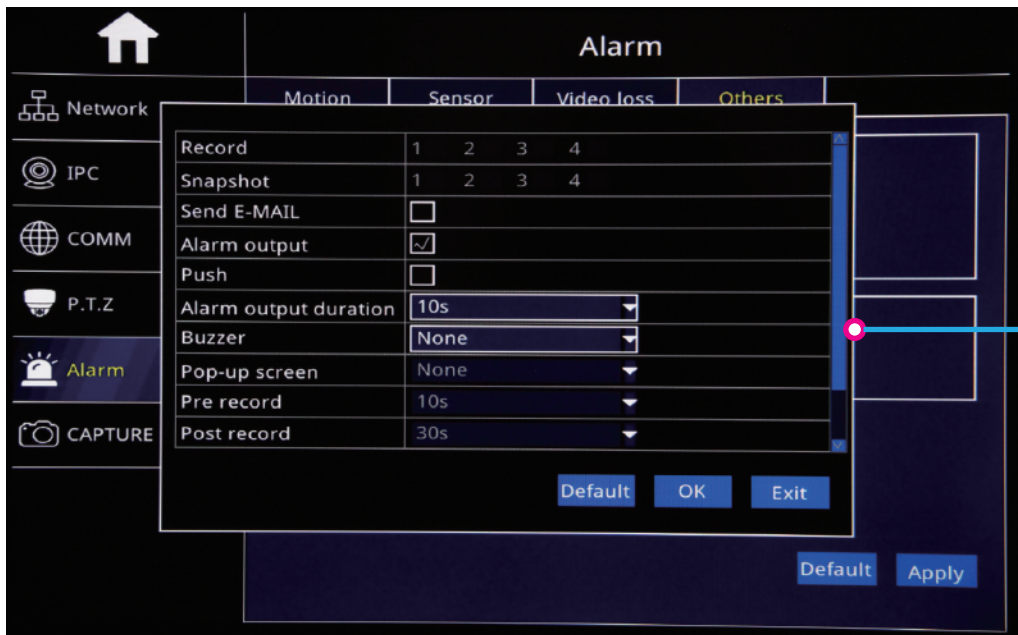 Alarm
Network
IPC
COMM
P.T.Z
Alarm
CAPTURE
Motion Sensor Video loss Others
Record 1 2 3 4
Snapshot 1 2 3 4
Send E-MAIL
Alarm output
Push
Alarm output duration 10s
Buzzer None
Pop-up screen None
Pre record 10s
Post record 30s
Default OK Exit
Default Apply